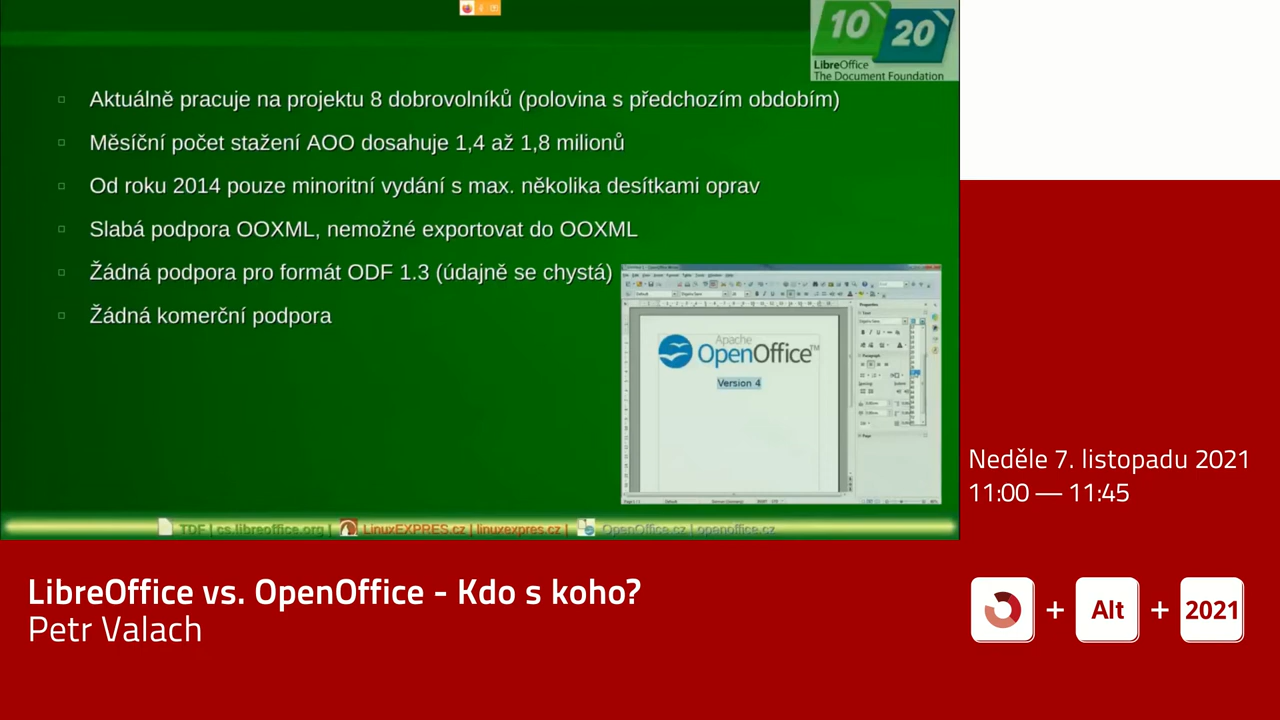 10 20
LibreOffice
The Document Foundation
Aktuálně pracuje na projektu 8 dobrovolníků (polovina s předchozím obdobím)
Měsíční počet stažení AOO dosahuje 1,4 až 1,8 milionů
Od roku 2014 pouze minoritní vydání s max. několika desítkami oprav
Slabá podpora OOXML, nemožné exportovat do OOXML
Žádná podpora pro formát ODF 1.3 (údajně se chystá)
Žádná komerční podpora
Properties
Apache
OpenOffice™
Version 4
Paragraph
Page
TDF | cs.libreoffice.org | LinuxEXPRES.cz | linuxexpres.cz | OpenOffice.cz | openoffice.cz
Neděle 7. listopadu 2021
11:00 — 11:45
LibreOffice vs. OpenOffice - Kdo s koho?
Petr Valach
+ Alt + 2021